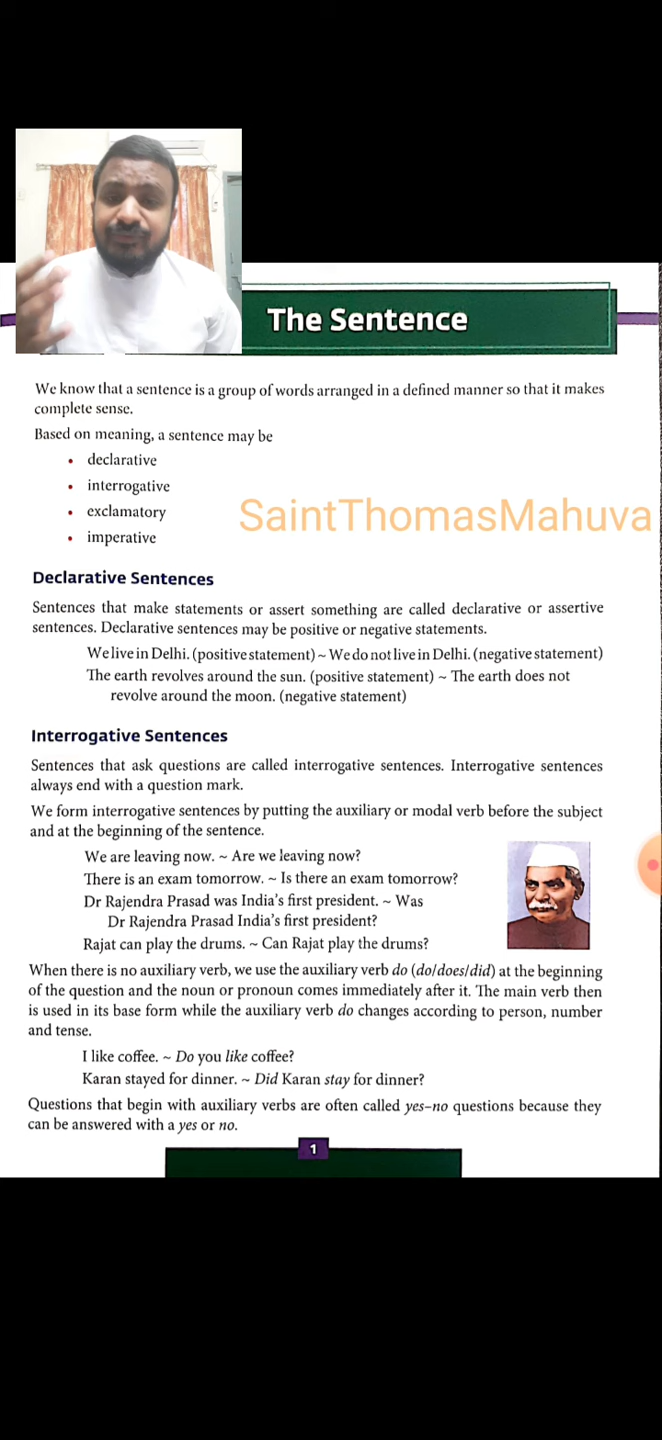 The Sentence
We know that a sentence is a group of words arranged in a defined manner so that it makes
complete sense.
Based on meaning, a sentence may be
• declarative
• interrogative
• exclamatory
SaintThomasMahuva
• imperative
Declarative Sentences
Sentences that make statements or assert something are called declarative or assertive
sentences. Declarative sentences may be positive or negative statements.
We live in Delhi. (positive statement) ~ We do not live in Delhi. (negative statement)
The earth revolves around the sun. (positive statement) ~ The earth does not
revolve around the moon. (negative statement)
Interrogative Sentences
Sentences that ask questions are called interrogative sentences. Interrogative sentences
always end with a question mark.
We form interrogative sentences by putting the auxiliary or modal verb before the subject
and at the beginning of the sentence.
We are leaving now. ~ Are we leaving now?
There is an exam tomorrow. ~ Is there an exam tomorrow?
Dr Rajendra Prasad was India's first president. ~ Was
Dr Rajendra Prasad India's first president?
Rajat can play the drums. ~ Can Rajat play the drums?
When there is no auxiliary verb, we use the auxiliary verb do (do/does/did) at the beginning
of the question and the noun or pronoun comes immediately after it. The main verb then
is used in its base form while the auxiliary verb do changes according to person, number
and tense.
I like coffee. ~ Do you like coffee?
Karan stayed for dinner. ~ Did Karan stay for dinner?
Questions that begin with auxiliary verbs are often called yes–no questions because they
can be answered with a yes or no.
1